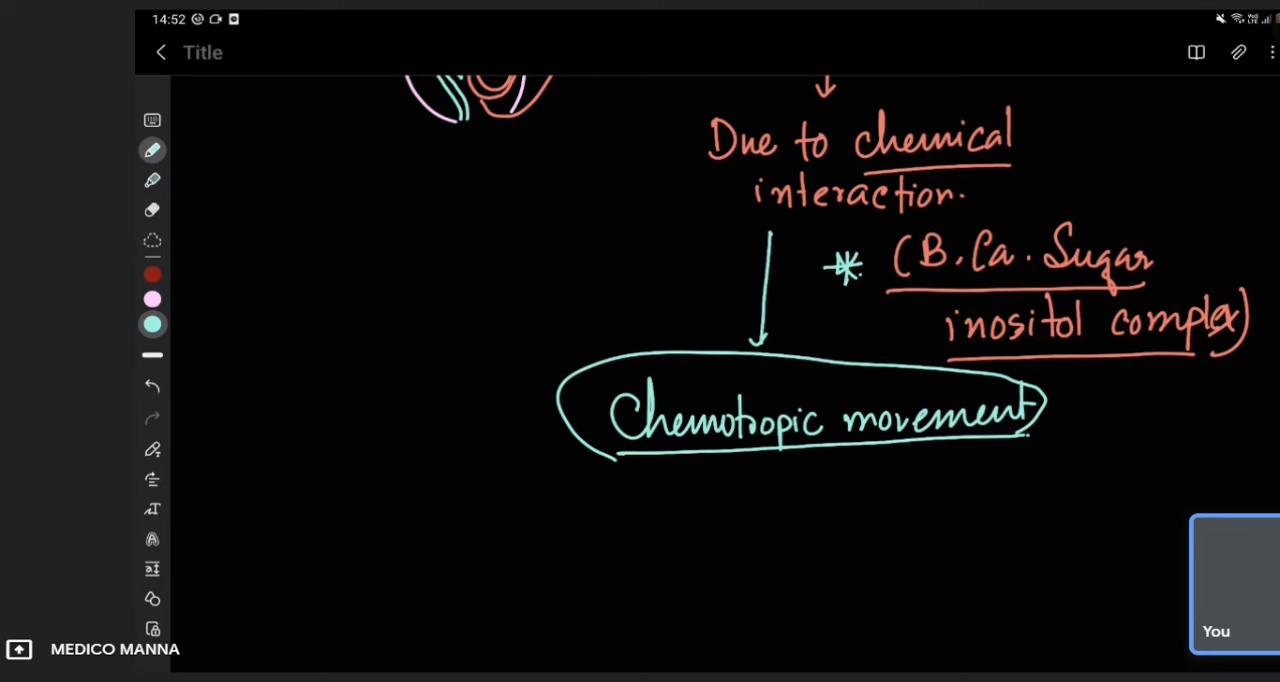 14:52
Title
Due to chemical
interaction.
* (B. Ca. Sugar
inositol complex)
Chemotropic movement
You
MEDICO MANNA